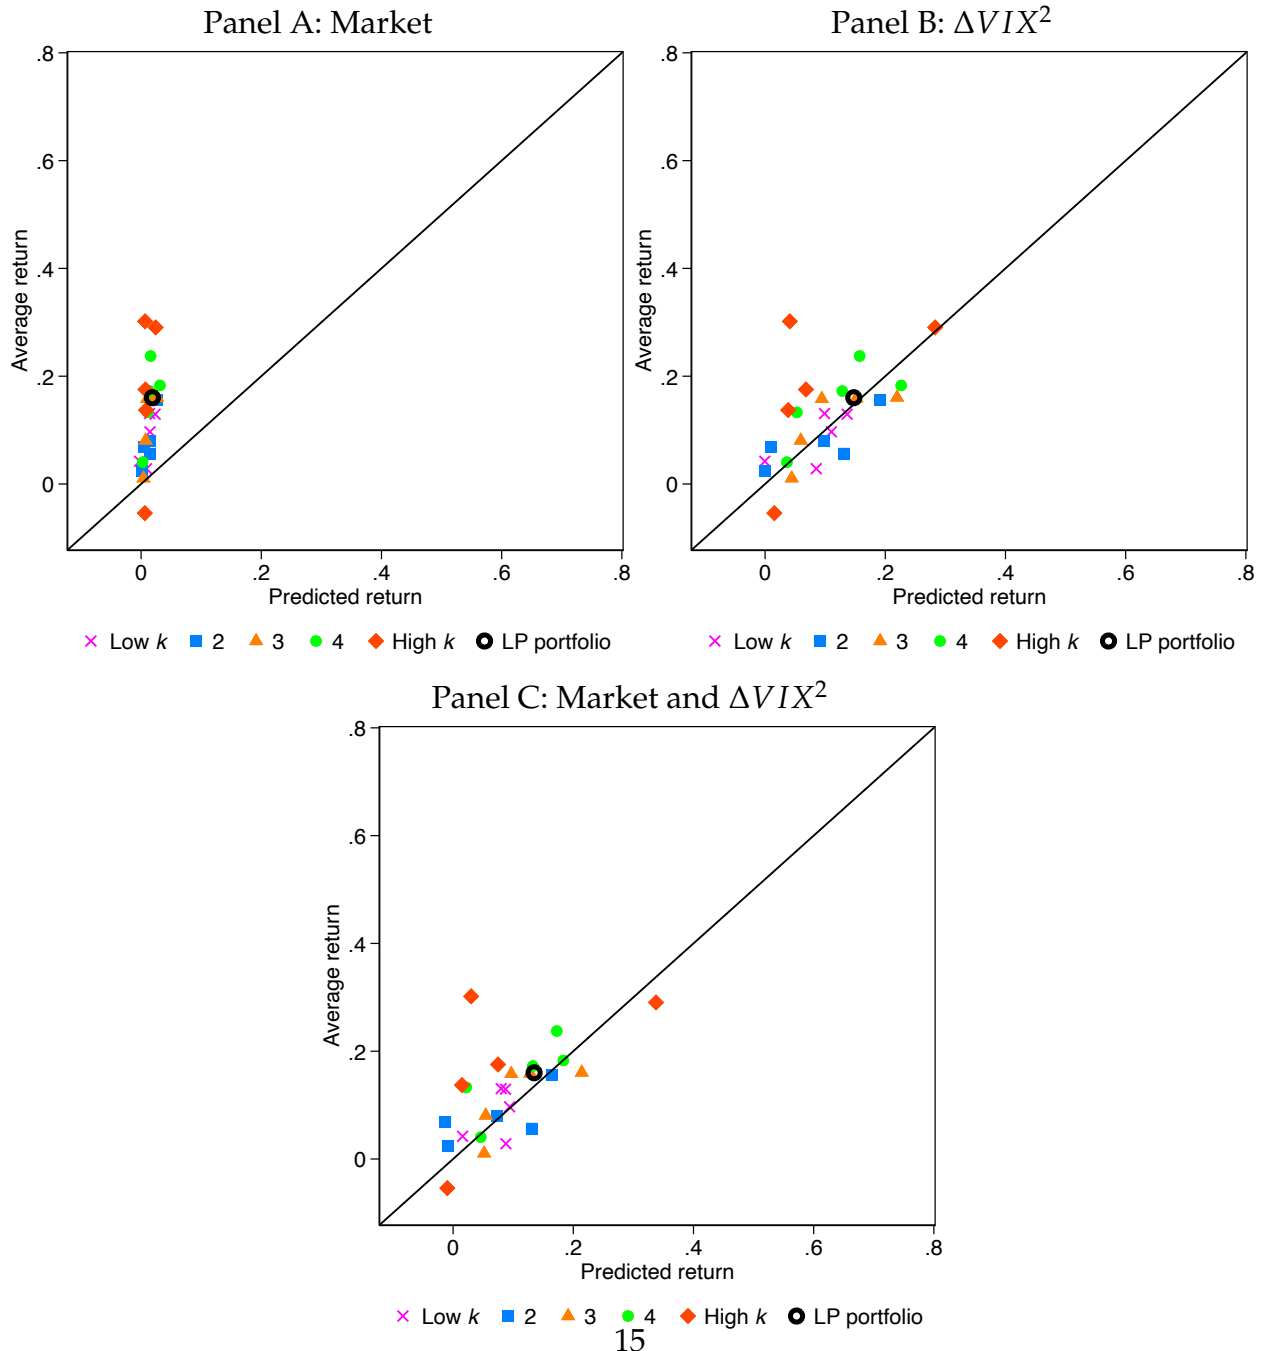 Panel A: Market
.8
.6
.4
.2
0
Average return
0 .2 .4 .6 .8
Predicted return
Low k 2 3 4 High k LP portfolio
Panel B: ΔVIX²
.8
.6
.4
.2
0
Average return
0 .2 .4 .6 .8
Predicted return
Low k 2 3 4 High k LP portfolio
Panel C: Market and ΔVIX²
.8
.6
.4
.2
0
Average return
0 .2 .4 .6 .8
Predicted return
Low k 2 3 4 High k LP portfolio
15